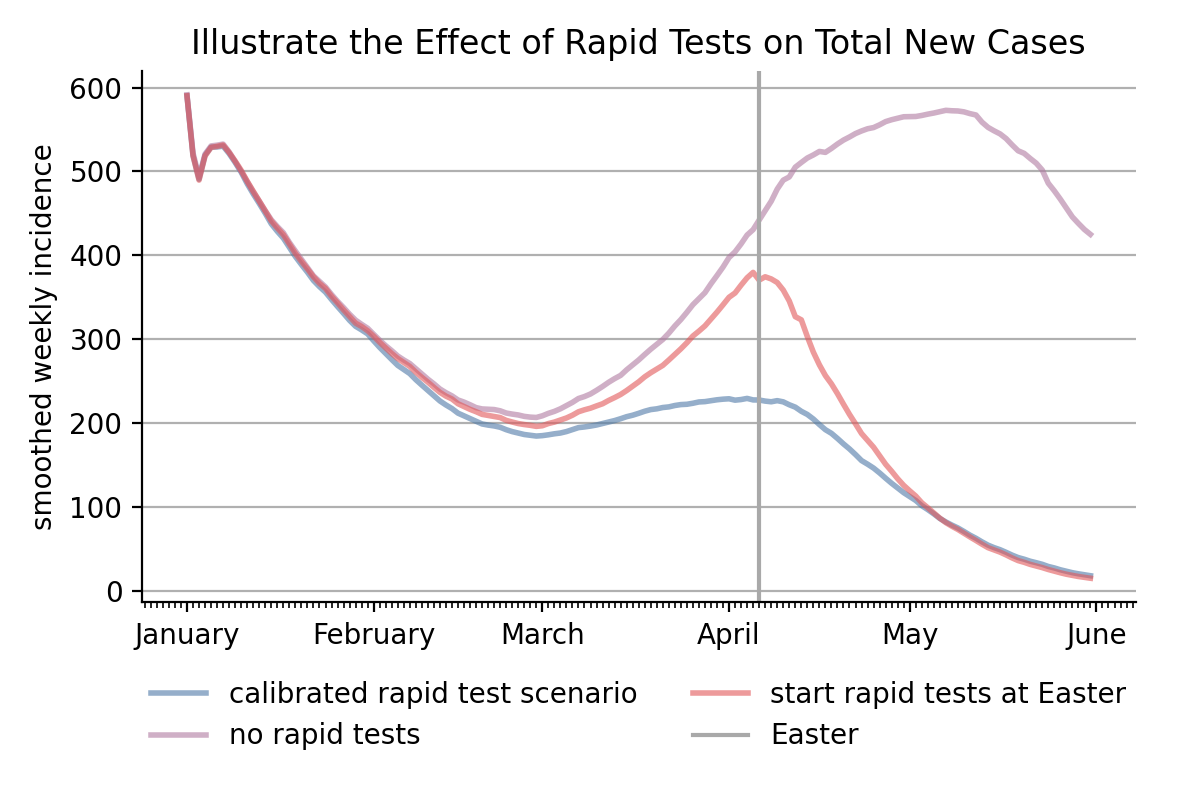 Illustrate the Effect of Rapid Tests on Total New Cases
smoothed weekly incidence
600
500
400
300
200
100
0
January February March April May June
calibrated rapid test scenario start rapid tests at Easter
no rapid tests Easter